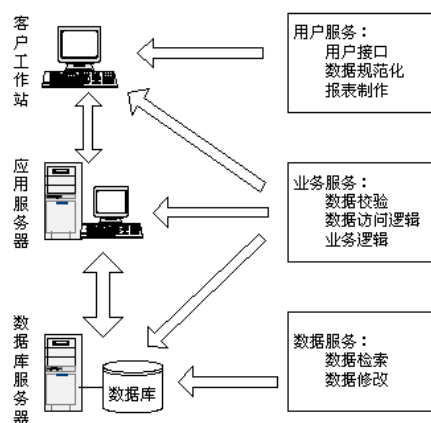 客户工作站
用户服务：
用户接口
数据规范化
报表制作
应用服务器
业务服务：
数据校验
数据访问逻辑
业务逻辑
数据库服务器
数据库
数据服务：
数据检索
数据修改